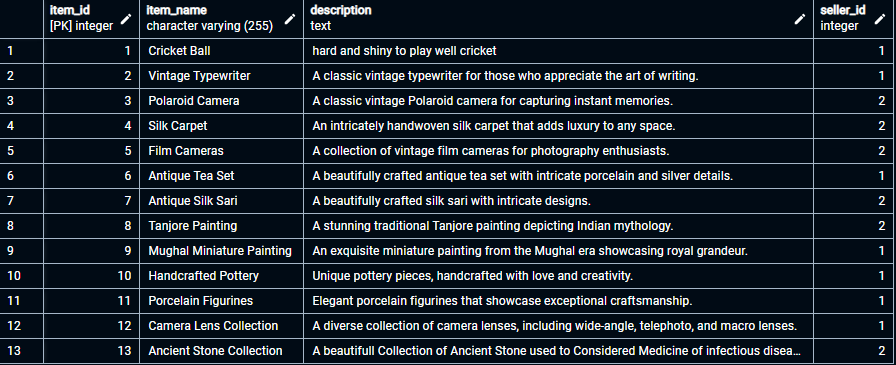 item_id item_name description seller_id
[PK] integer character varying (255) text integer
1 1 Cricket Ball hard and shiny to play well cricket 1
2 2 Vintage Typewriter A classic vintage typewriter for those who appreciate the art of writing. 1
3 3 Polaroid Camera A classic vintage Polaroid camera for capturing instant memories. 2
4 4 Silk Carpet An intricately handwoven silk carpet that adds luxury to any space. 2
5 5 Film Cameras A collection of vintage film cameras for photography enthusiasts. 2
6 6 Antique Tea Set A beautifully crafted antique tea set with intricate porcelain and silver details. 1
7 7 Antique Silk Sari A beautifully crafted silk sari with intricate designs. 2
8 8 Tanjore Painting A stunning traditional Tanjore painting depicting Indian mythology. 2
9 9 Mughal Miniature Painting An exquisite miniature painting from the Mughal era showcasing royal grandeur. 1
10 10 Handcrafted Pottery Unique pottery pieces, handcrafted with love and creativity. 1
11 11 Porcelain Figurines Elegant porcelain figurines that showcase exceptional craftsmanship. 1
12 12 Camera Lens Collection A diverse collection of camera lenses, including wide-angle, telephoto, and macro lenses. 1
13 13 Ancient Stone Collection A beautifull Collection of Ancient Stone used to Considered Medicine of infectious disea… 2